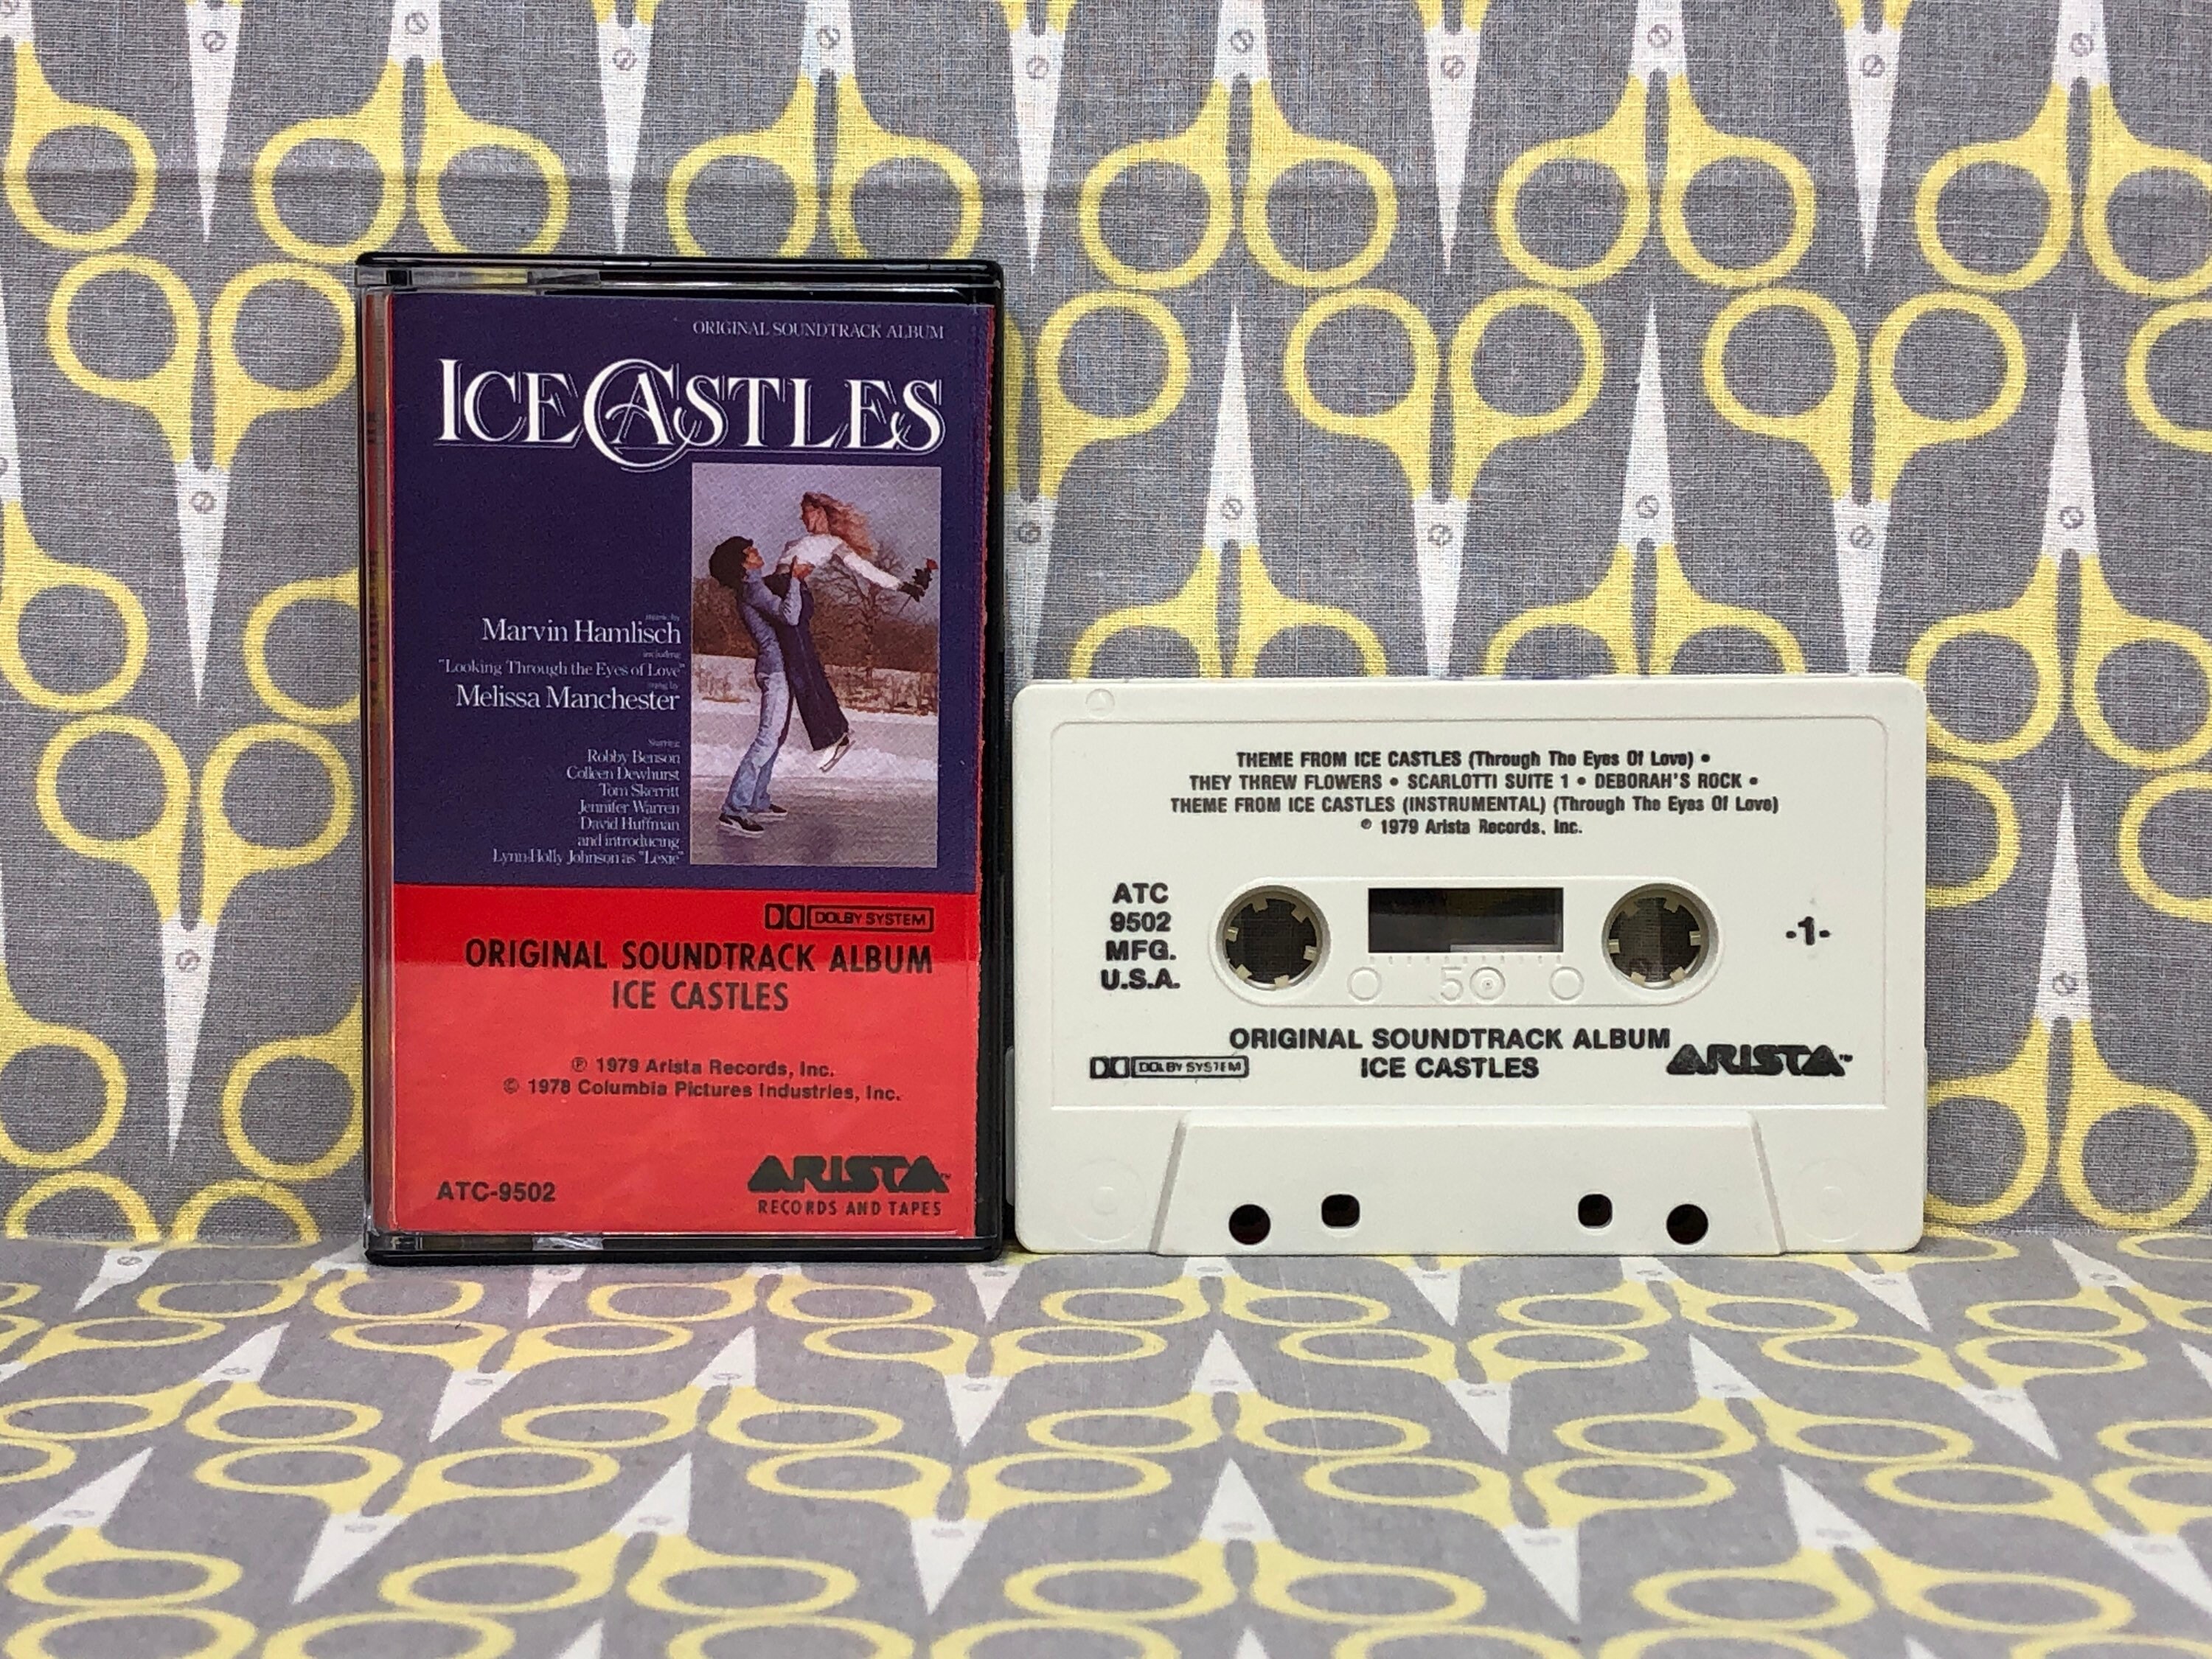 ORIGINAL SOUNDTRACK ALBUM
ICE CASTLES
music by
Marvin Hamlisch
including
"Looking Through the Eyes of Love"
sung by
Melissa Manchester
Starring
Robby Benson
Colleen Dewhurst
Tom Skerritt
Jennifer Warren
David Huffman
and introducing
Lynn-Holly Johnson as "Lexie"
DOLBY SYSTEM
ORIGINAL SOUNDTRACK ALBUM
ICE CASTLES
℗ 1979 Arista Records, Inc.
© 1978 Columbia Pictures Industries, Inc.
ATC-9502
ARISTA™
RECORDS AND TAPES
THEME FROM ICE CASTLES (Through The Eyes Of Love) •
THEY THREW FLOWERS • SCARLOTTI SUITE 1 • DEBORAH'S ROCK •
THEME FROM ICE CASTLES (INSTRUMENTAL) (Through The Eyes Of Love)
℗ 1979 Arista Records, Inc.
ATC
9502
MFG.
U.S.A.
-1-
50
ORIGINAL SOUNDTRACK ALBUM
ICE CASTLES
DOLBY SYSTEM
ARISTA™